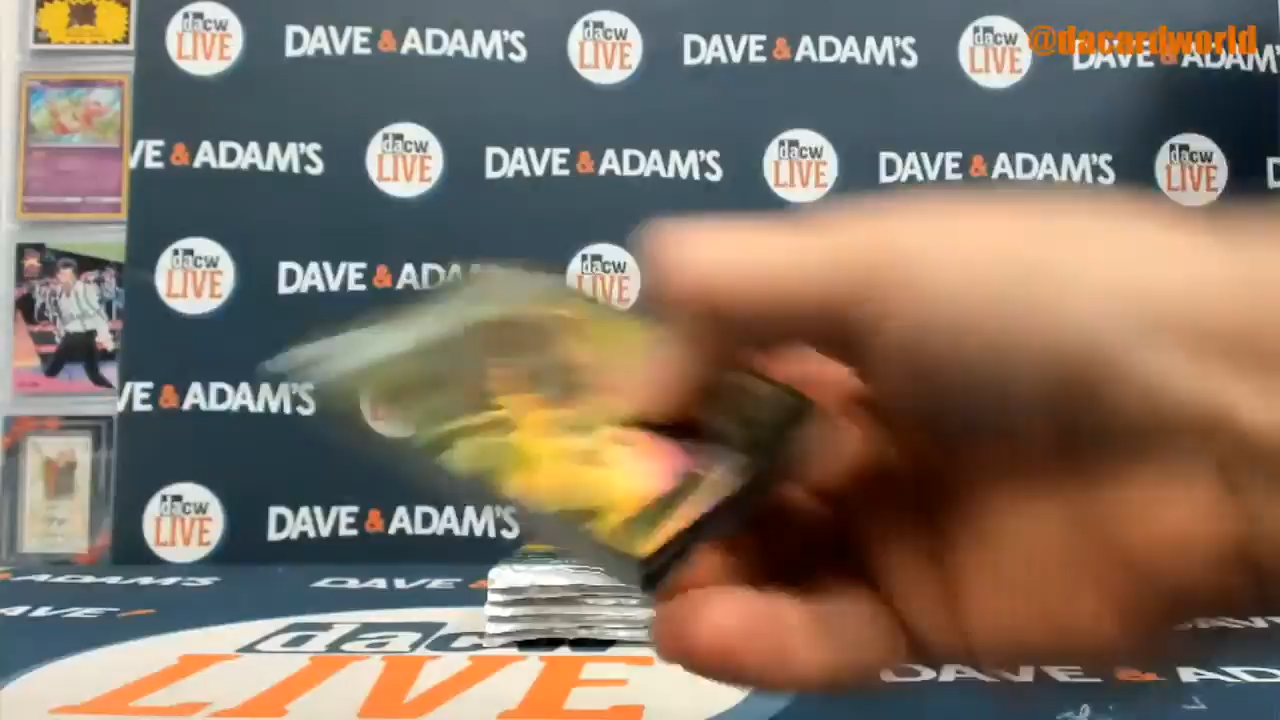 dacw LIVE DAVE & ADAM'S dacw LIVE DAVE & ADAM'S dacw LIVE DAVE & ADAM'
@dacardworld
VE & ADAM'S dacw LIVE DAVE & ADAM'S dacw LIVE DAVE & ADAM'S dacw LIVE
dacw LIVE DAVE & ADA dacw LIVE
VE & ADAM'S
dacw LIVE DAVE & ADAM'S
ADAM'S DAVE
AVE
dacw
LIVE
DAVE & AD